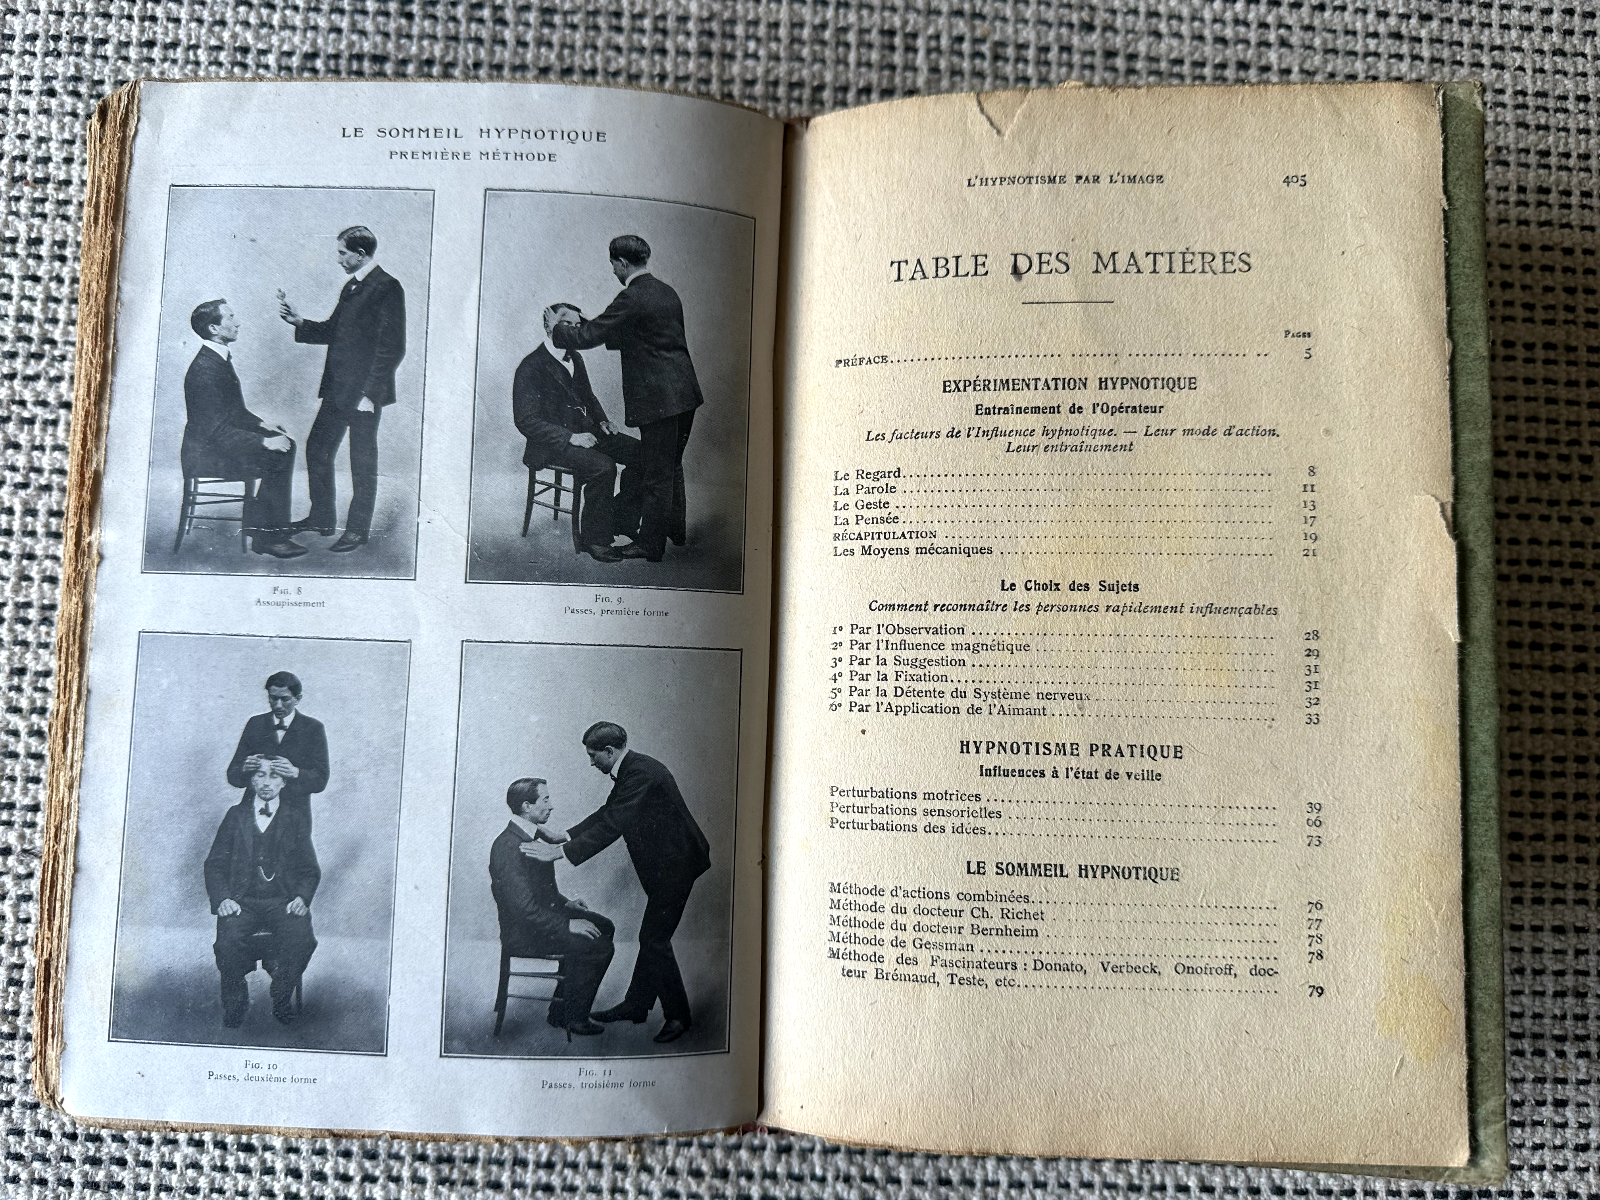 LE SOMMEIL HYPNOTIQUE
PREMIÈRE MÉTHODE
FIG. 8
Assoupissement
FIG. 9.
Passes, première forme
FIG. 10
Passes, deuxième forme
FIG. 11
Passes, troisième forme
L'HYPNOTISME PAR L'IMAGE 405
TABLE DES MATIÈRES
PAGES
PRÉFACE 5
EXPÉRIMENTATION HYPNOTIQUE
Entraînement de l'Opérateur
Les facteurs de l'Influence hypnotique. — Leur mode d'action.
Leur entraînement
Le Regard 8
La Parole 11
Le Geste 13
La Pensée 17
RÉCAPITULATION 19
Les Moyens mécaniques 21
Le Choix des Sujets
Comment reconnaître les personnes rapidement influençables
1º Par l'Observation 28
2º Par l'Influence magnétique 29
3º Par la Suggestion 31
4º Par la Fixation 31
5º Par la Détente du Système nerveux 32
6º Par l'Application de l'Aimant 33
HYPNOTISME PRATIQUE
Influences à l'état de veille
Perturbations motrices 39
Perturbations sensorielles 66
Perturbations des idées 73
LE SOMMEIL HYPNOTIQUE
Méthode d'actions combinées 76
Méthode du docteur Ch. Richet 77
Méthode du docteur Bernheim 78
Méthode de Gessman 78
Méthode des Fascinateurs : Donato, Verbeck, Onofroff, doc-
teur Brémaud, Teste, etc 79